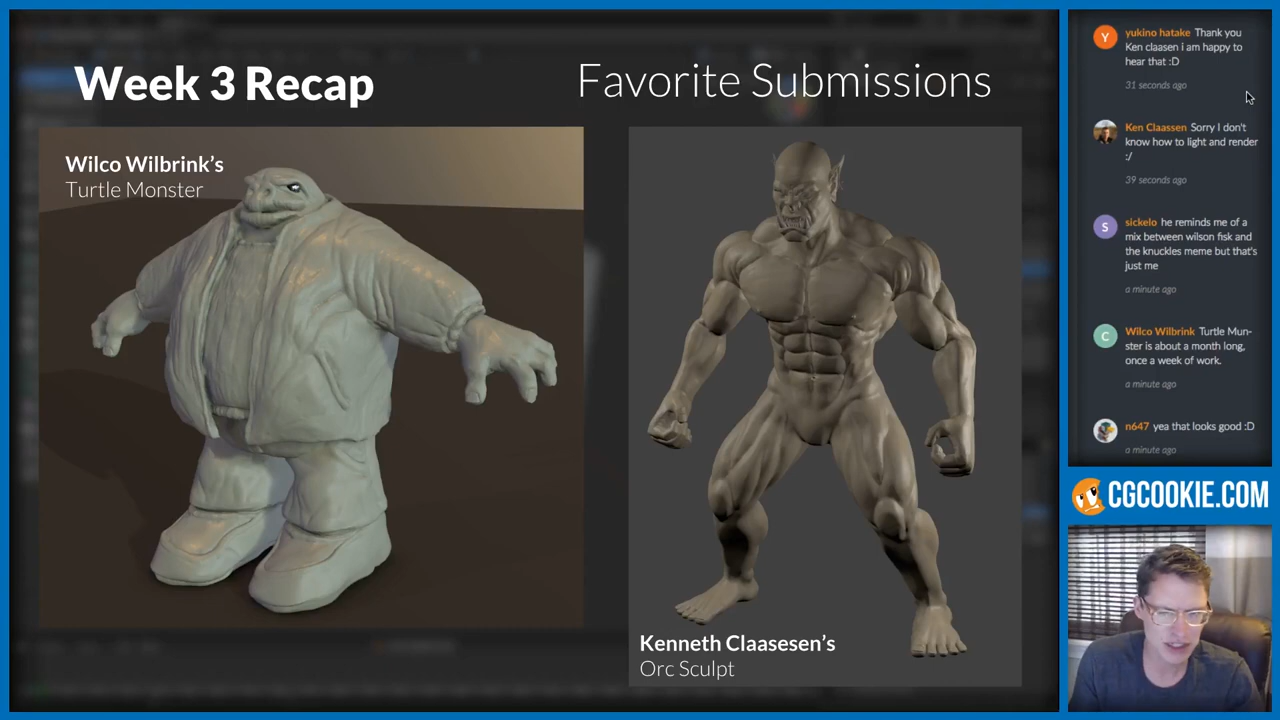 Week 3 Recap
Favorite Submissions
Wilco Wilbrink's
Turtle Monster
Kenneth Claasesen's
Orc Sculpt
Y
yukino hatake Thank you
Ken claasen i am happy to
hear that :D
31 seconds ago
Ken Claassen Sorry I don't
know how to light and render
:/
39 seconds ago
S
sickelo he reminds me of a
mix between wilson fisk and
the knuckles meme but that's
just me
a minute ago
C
Wilco Wilbrink Turtle Mun-
ster is about a month long,
once a week of work.
a minute ago
n647 yea that looks good :D
a minute ago
CGCOOKIE.COM